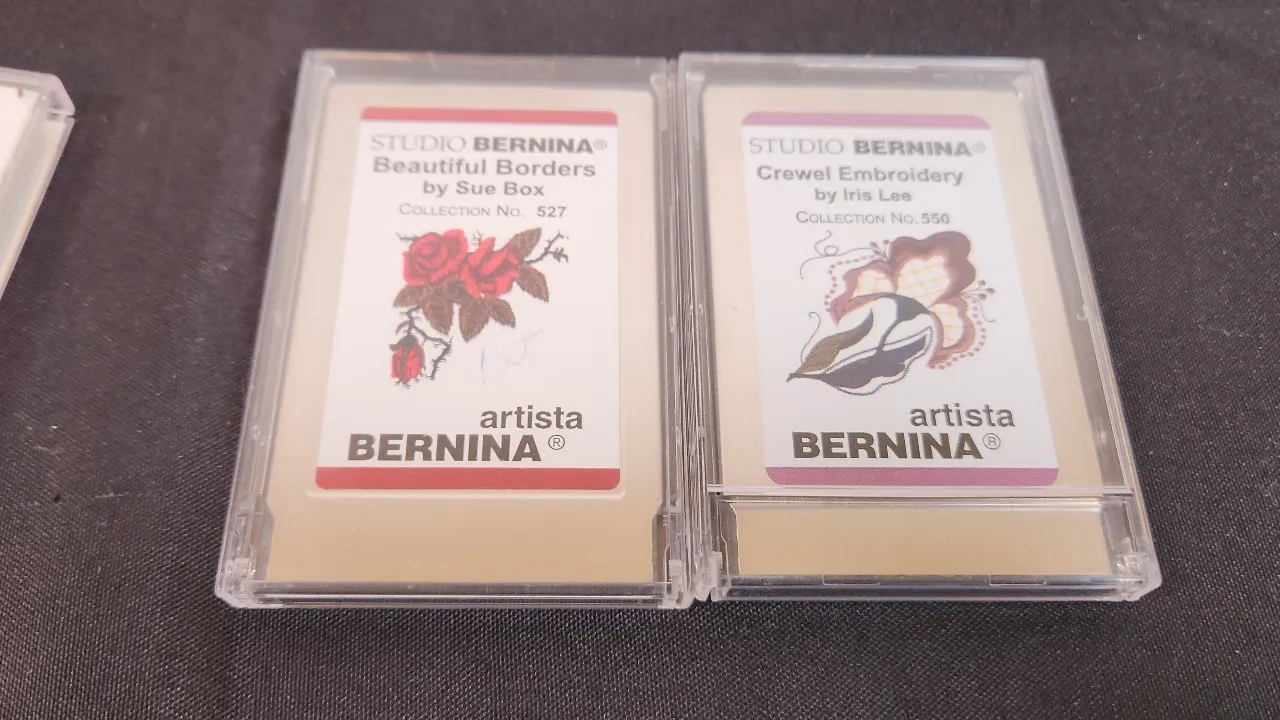 STUDIO BERNINA®
Beautiful Borders
by Sue Box
COLLECTION No. 527
artista
BERNINA®
STUDIO BERNINA®
Crewel Embroidery
by Iris Lee
COLLECTION No. 550
artista
BERNINA®